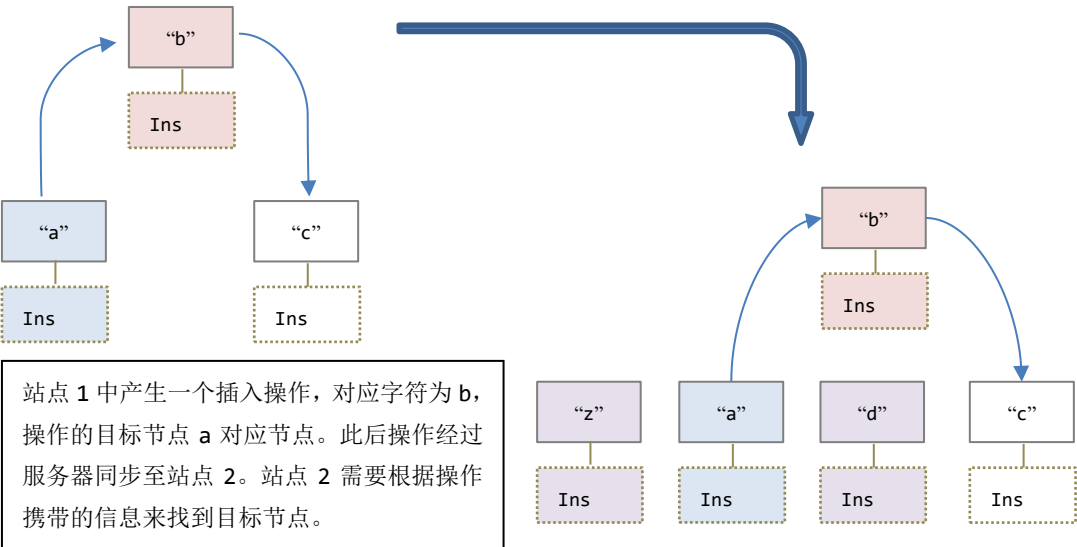 “b”
Ins
“a”
“c”
Ins
Ins
站点 1 中产生一个插入操作，对应字符为 b，
操作的目标节点 a 对应节点。此后操作经过
服务器同步至站点 2。站点 2 需要根据操作
携带的信息来找到目标节点。
“b”
Ins
“z”
“a”
“d”
“c”
Ins
Ins
Ins
Ins